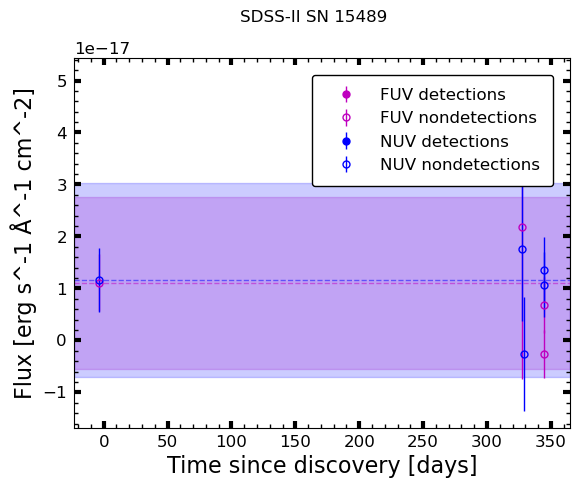 SDSS-II SN 15489
1e−17
FUV detections
FUV nondetections
NUV detections
NUV nondetections
5
4
3
2
1
0
−1
Flux [erg s^-1 Å^-1 cm^-2]
0 50 100 150 200 250 300 350
Time since discovery [days]